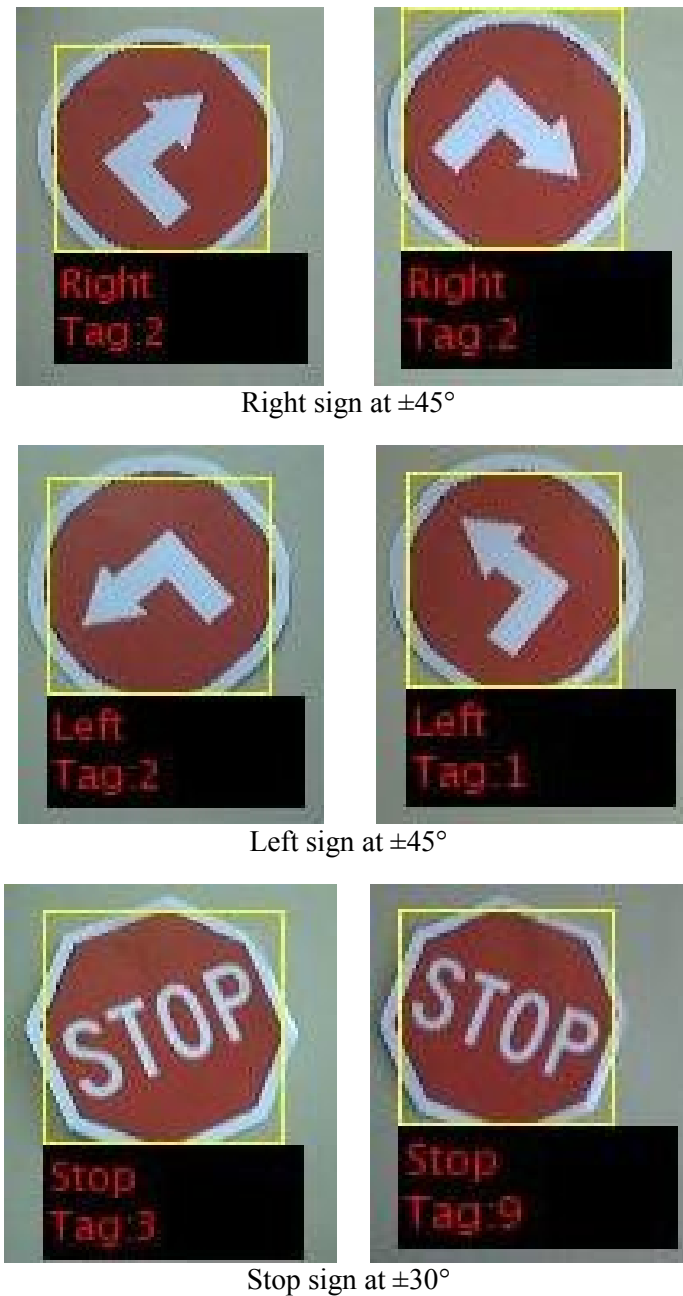 Right
Tag:2
Right
Tag:2
Right sign at ±45°
Left
Tag:2
Left
Tag:1
Left sign at ±45°
STOP
Stop
Tag:3
STOP
Stop
Tag:9
Stop sign at ±30°